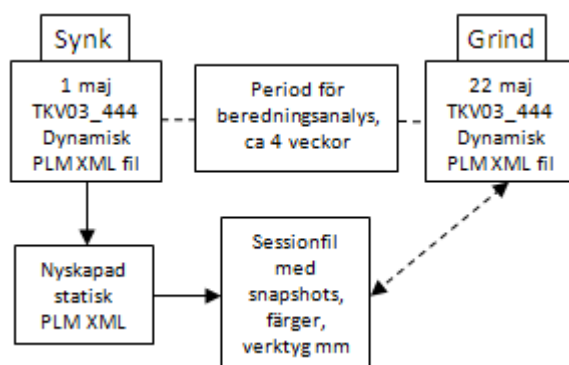 Synk
1 maj
TKV03_444
Dynamisk
PLM XML fil
Period för
beredningsanalys,
ca 4 veckor
Grind
22 maj
TKV03_444
Dynamisk
PLM XML fil
Nyskapad
statisk
PLM XML
Sessionfil
med
snapshots,
färger,
verktyg mm